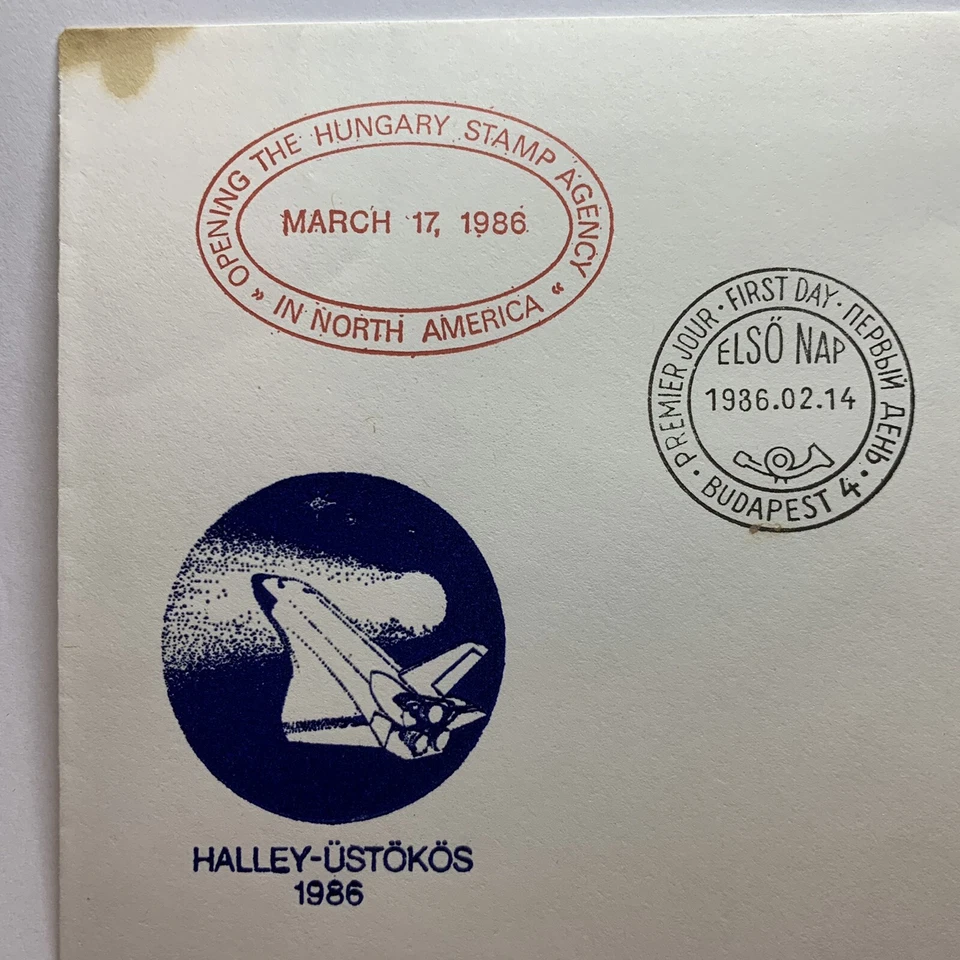 « OPENING THE HUNGARY STAMP AGENCY «
MARCH 17, 1986
IN NORTH AMERICA
· PREMIER JOUR · FIRST DAY · ПЕРВЫЙ ДЕНЬ ·
ELSŐ NAP
1986.02.14
BUDAPEST 4
HALLEY-ÜSTÖKÖS
1986